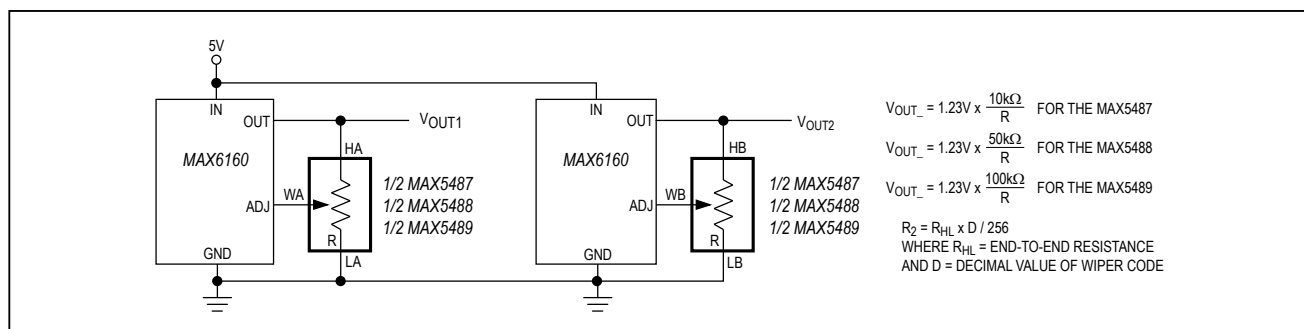 5V
IN
OUT
VOUT1
HA
MAX6160
1/2 MAX5487
1/2 MAX5488
1/2 MAX5489
ADJ
WA
R
GND
LA
IN
OUT
VOUT2
HB
MAX6160
1/2 MAX5487
1/2 MAX5488
1/2 MAX5489
ADJ
WB
R
GND
LB
VOUT_ = 1.23V x 10kΩ / R FOR THE MAX5487
VOUT_ = 1.23V x 50kΩ / R FOR THE MAX5488
VOUT_ = 1.23V x 100kΩ / R FOR THE MAX5489
R2 = RHL x D / 256
WHERE RHL = END-TO-END RESISTANCE
AND D = DECIMAL VALUE OF WIPER CODE